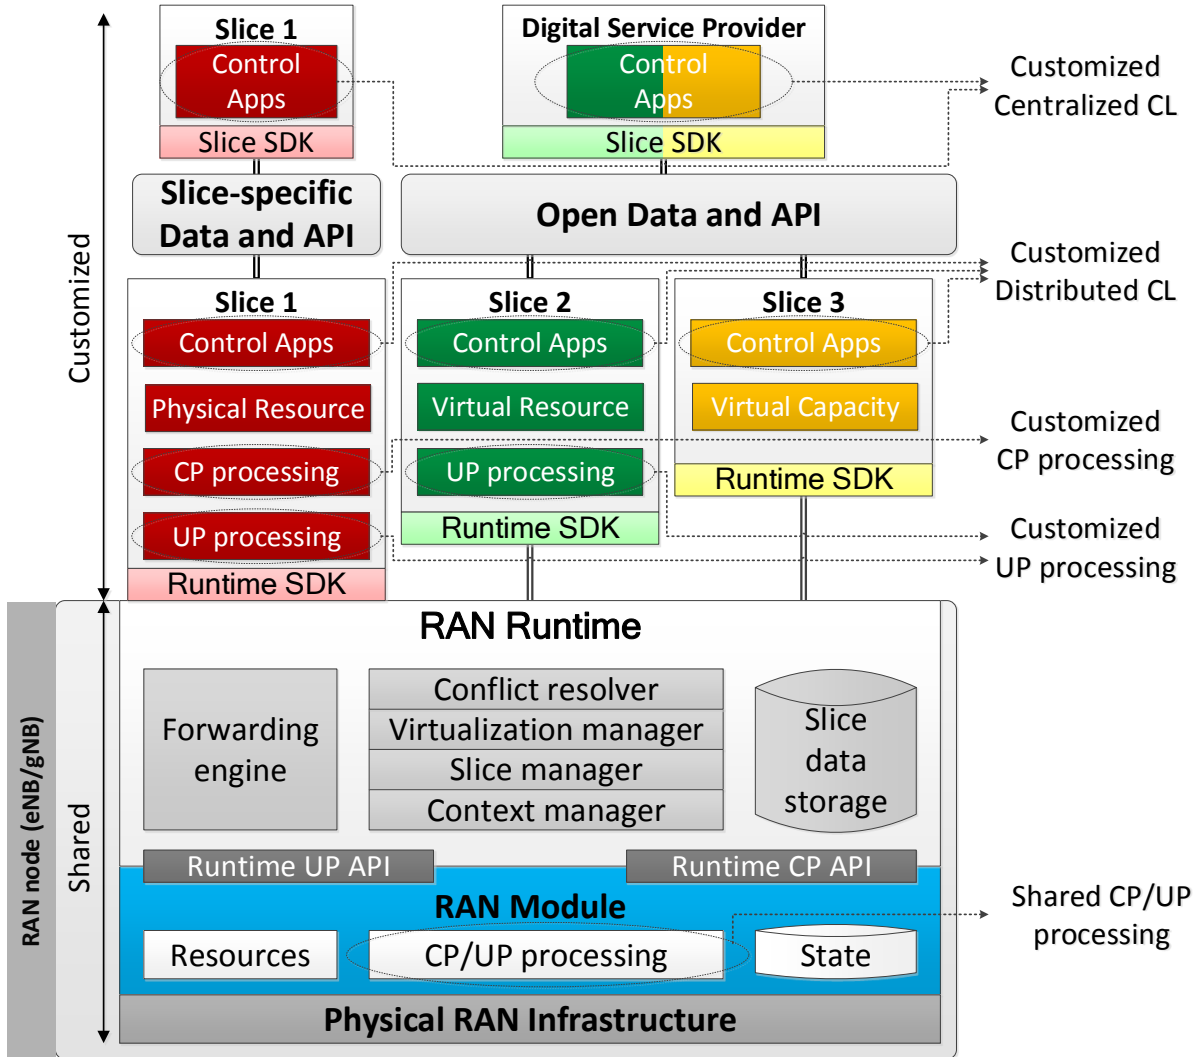 Slice 1
Control
Apps
Slice SDK
Digital Service Provider
Control
Apps
Slice SDK
Customized
Centralized CL
Slice-specific
Data and API
Open Data and API
Customized
Customized
Distributed CL
Slice 1
Control Apps
Physical Resource
CP processing
UP processing
Runtime SDK
Slice 2
Control Apps
Virtual Resource
UP processing
Runtime SDK
Slice 3
Control Apps
Virtual Capacity
Runtime SDK
Customized
CP processing
Customized
UP processing
RAN node (eNB/gNB)
Shared
RAN Runtime
Forwarding
engine
Conflict resolver
Virtualization manager
Slice manager
Context manager
Slice
data
storage
Runtime UP API
Runtime CP API
RAN Module
Resources
CP/UP processing
State
Shared CP/UP
processing
Physical RAN Infrastructure